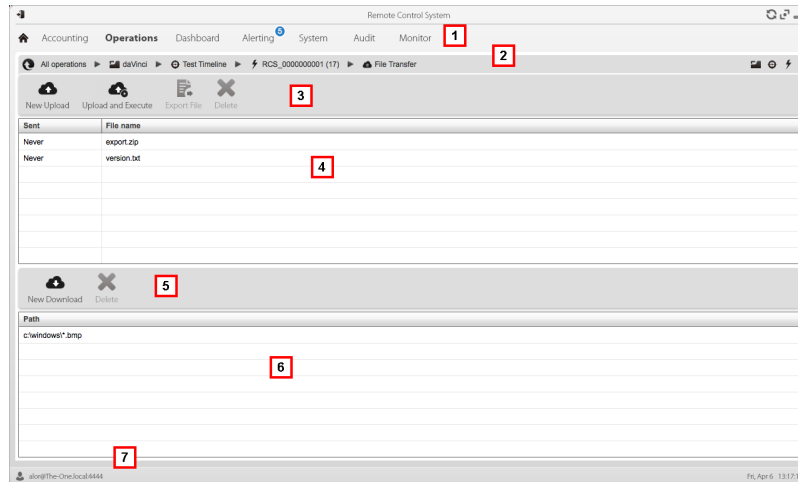 Remote Control System
Accounting Operations Dashboard Alerting 5 System Audit Monitor 1
All operations daVinci Test Timeline RCS_0000000001 (17) File Transfer 2
New Upload Upload and Execute Export File Delete 3
Sent File name
Never export.zip
Never version.txt
4
New Download Delete 5
Path
c:\windows\*.bmp
6
7
alor@The-One.local:4444 Fri, Apr 6 13:17:1